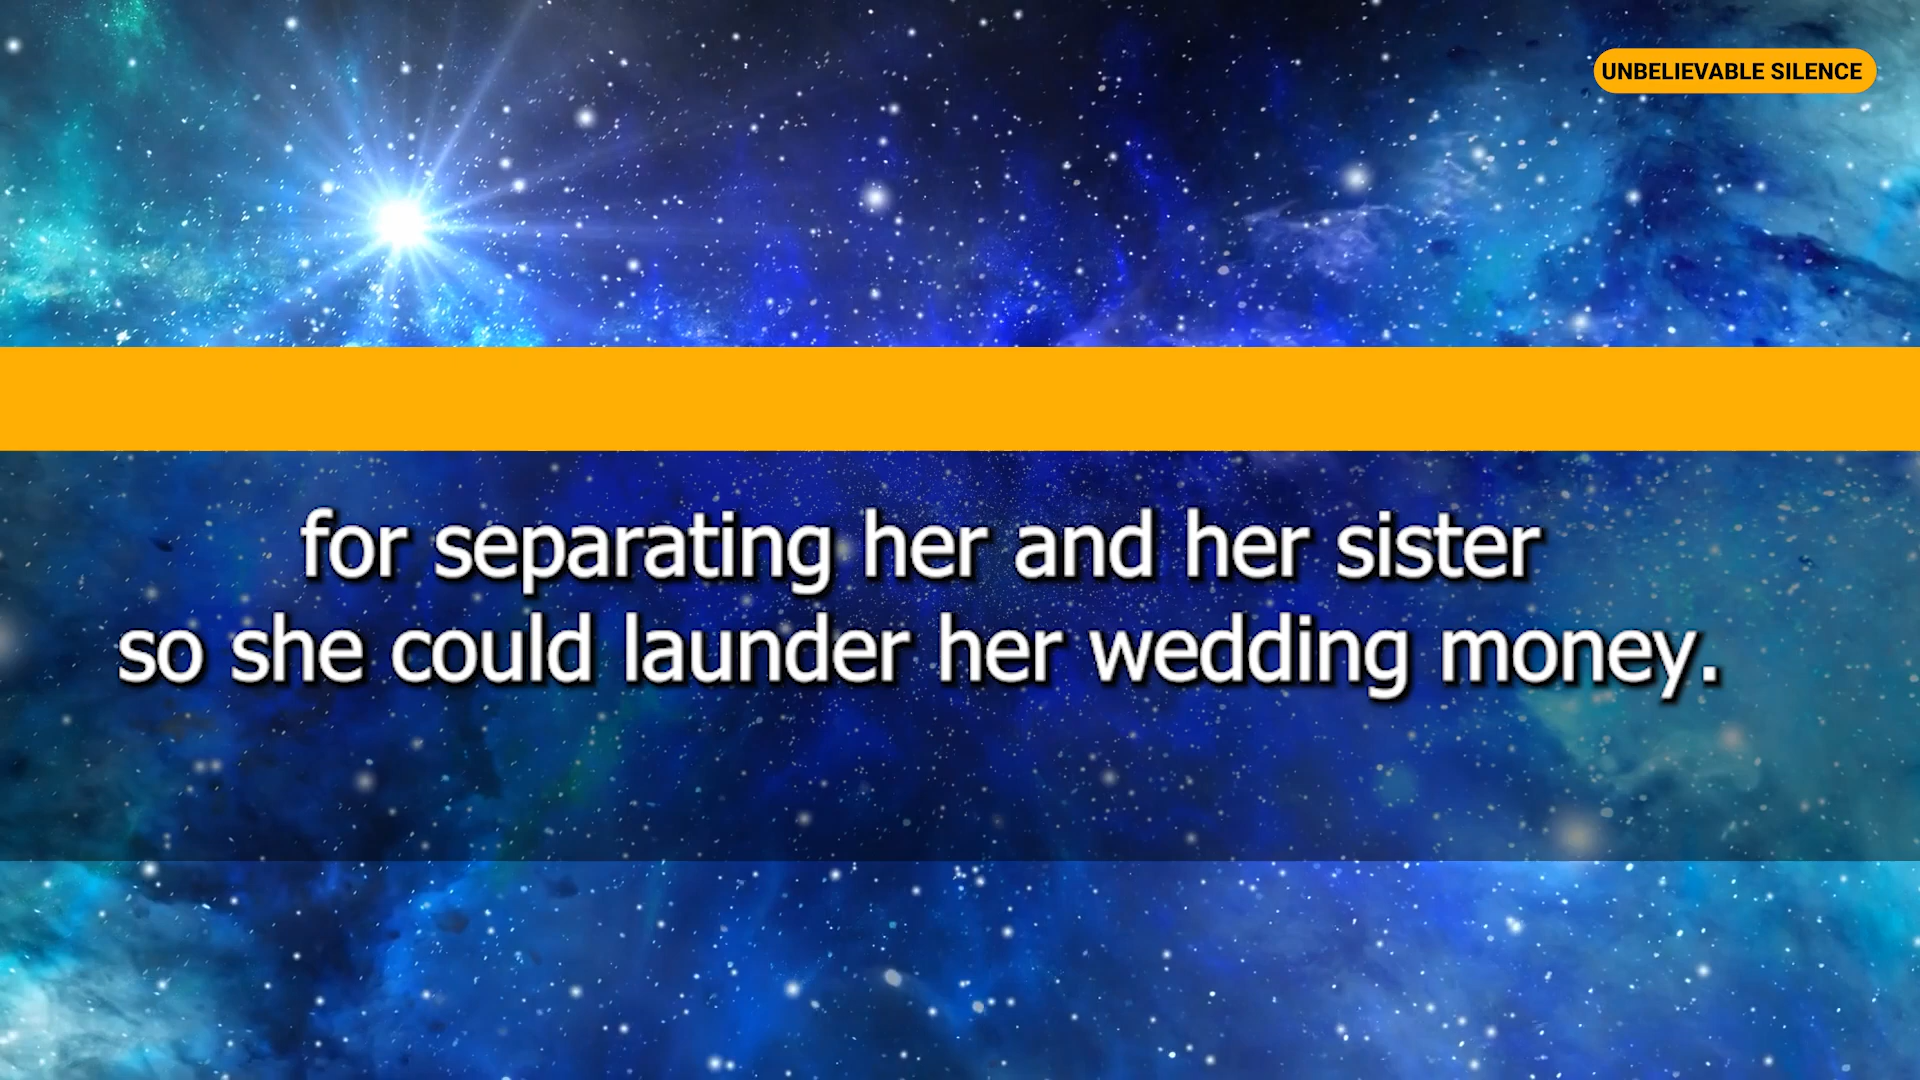 UNBELIEVABLE SILENCE
for separating her and her sister
so she could launder her wedding money.